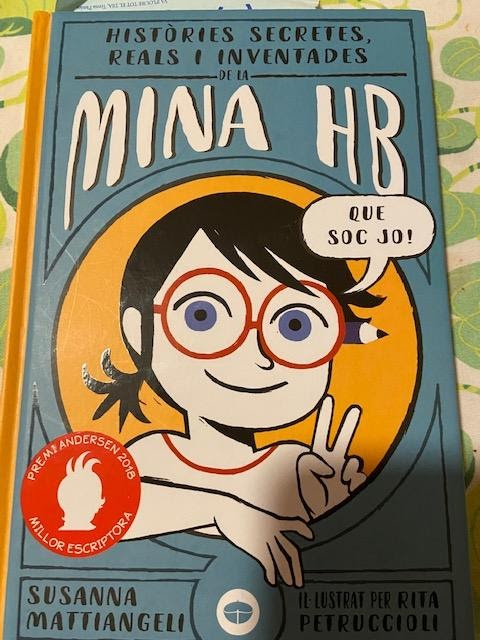 HISTÒRIES SECRETES,
REALS I INVENTADES
DE LA
MINA HB
QUE
SOC JO!
PREMI ANDERSEN 2018
MILLOR ESCRIPTORA
SUSANNA
MATTIANGELI
IL·LUSTRAT PER RITA
PETRUCCIOLI